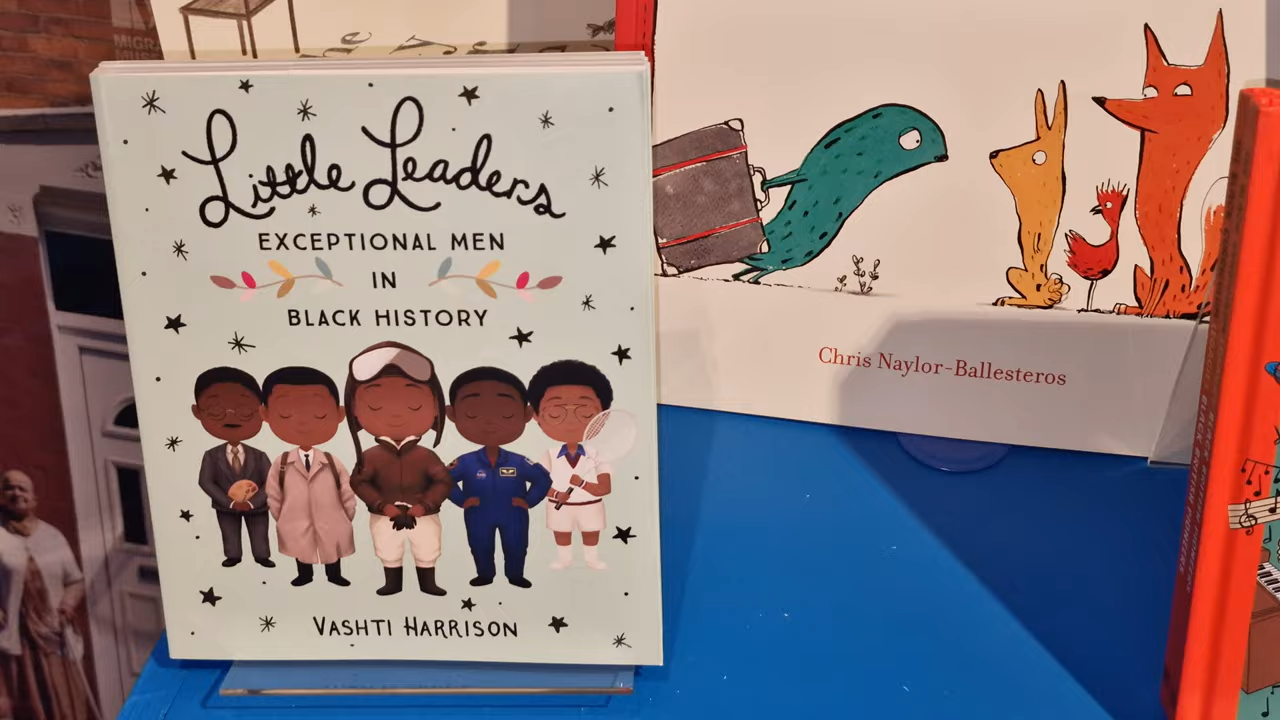 Little Leaders
EXCEPTIONAL MEN
IN
BLACK HISTORY
VASHTI HARRISON
Chris Naylor-Ballesteros